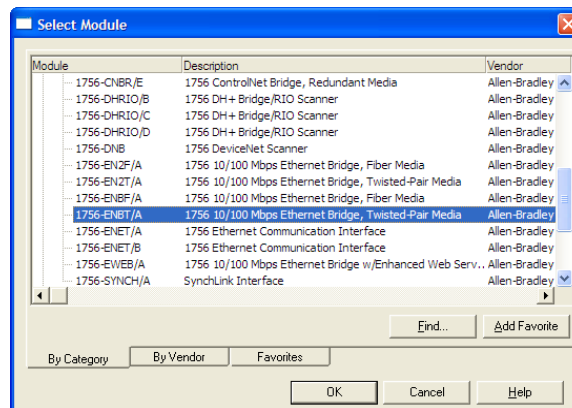 Select Module
Module Description Vendor
1756-CNBR/E 1756 ControlNet Bridge, Redundant Media Allen-Bradley
1756-DHRIO/B 1756 DH+ Bridge/RIO Scanner Allen-Bradley
1756-DHRIO/C 1756 DH+ Bridge/RIO Scanner Allen-Bradley
1756-DHRIO/D 1756 DH+ Bridge/RIO Scanner Allen-Bradley
1756-DNB 1756 DeviceNet Scanner Allen-Bradley
1756-EN2F/A 1756 10/100 Mbps Ethernet Bridge, Fiber Media Allen-Bradley
1756-EN2T/A 1756 10/100 Mbps Ethernet Bridge, Twisted-Pair Media Allen-Bradley
1756-ENBF/A 1756 10/100 Mbps Ethernet Bridge, Fiber Media Allen-Bradley
1756-ENBT/A 1756 10/100 Mbps Ethernet Bridge, Twisted-Pair Media Allen-Bradley
1756-ENET/A 1756 Ethernet Communication Interface Allen-Bradley
1756-ENET/B 1756 Ethernet Communication Interface Allen-Bradley
1756-EWEB/A 1756 10/100 Mbps Ethernet Bridge w/Enhanced Web Serv.. Allen-Bradley
1756-SYNCH/A SynchLink Interface Allen-Bradley
Find... Add Favorite
By Category By Vendor Favorites
OK Cancel Help